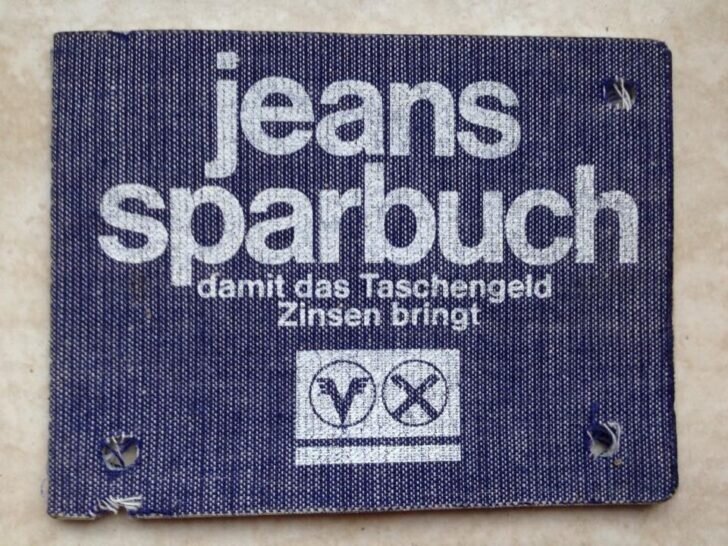 jeans
sparbuch
damit das Taschengeld
Zinsen bringt